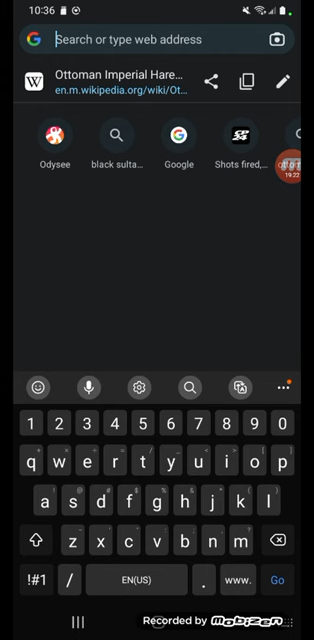 10:36
Search or type web address
W
Ottoman Imperial Hare...
en.m.wikipedia.org/wiki/Ot...
Odysee
black sulta...
Google
Shots fired,...
19:22
1 2 3 4 5 6 7 8 9 0
q w e r t y u i o p
a s d f g h j k l
z x c v b n m
!#1 / EN(US) . www. Go
Recorded by mobizen